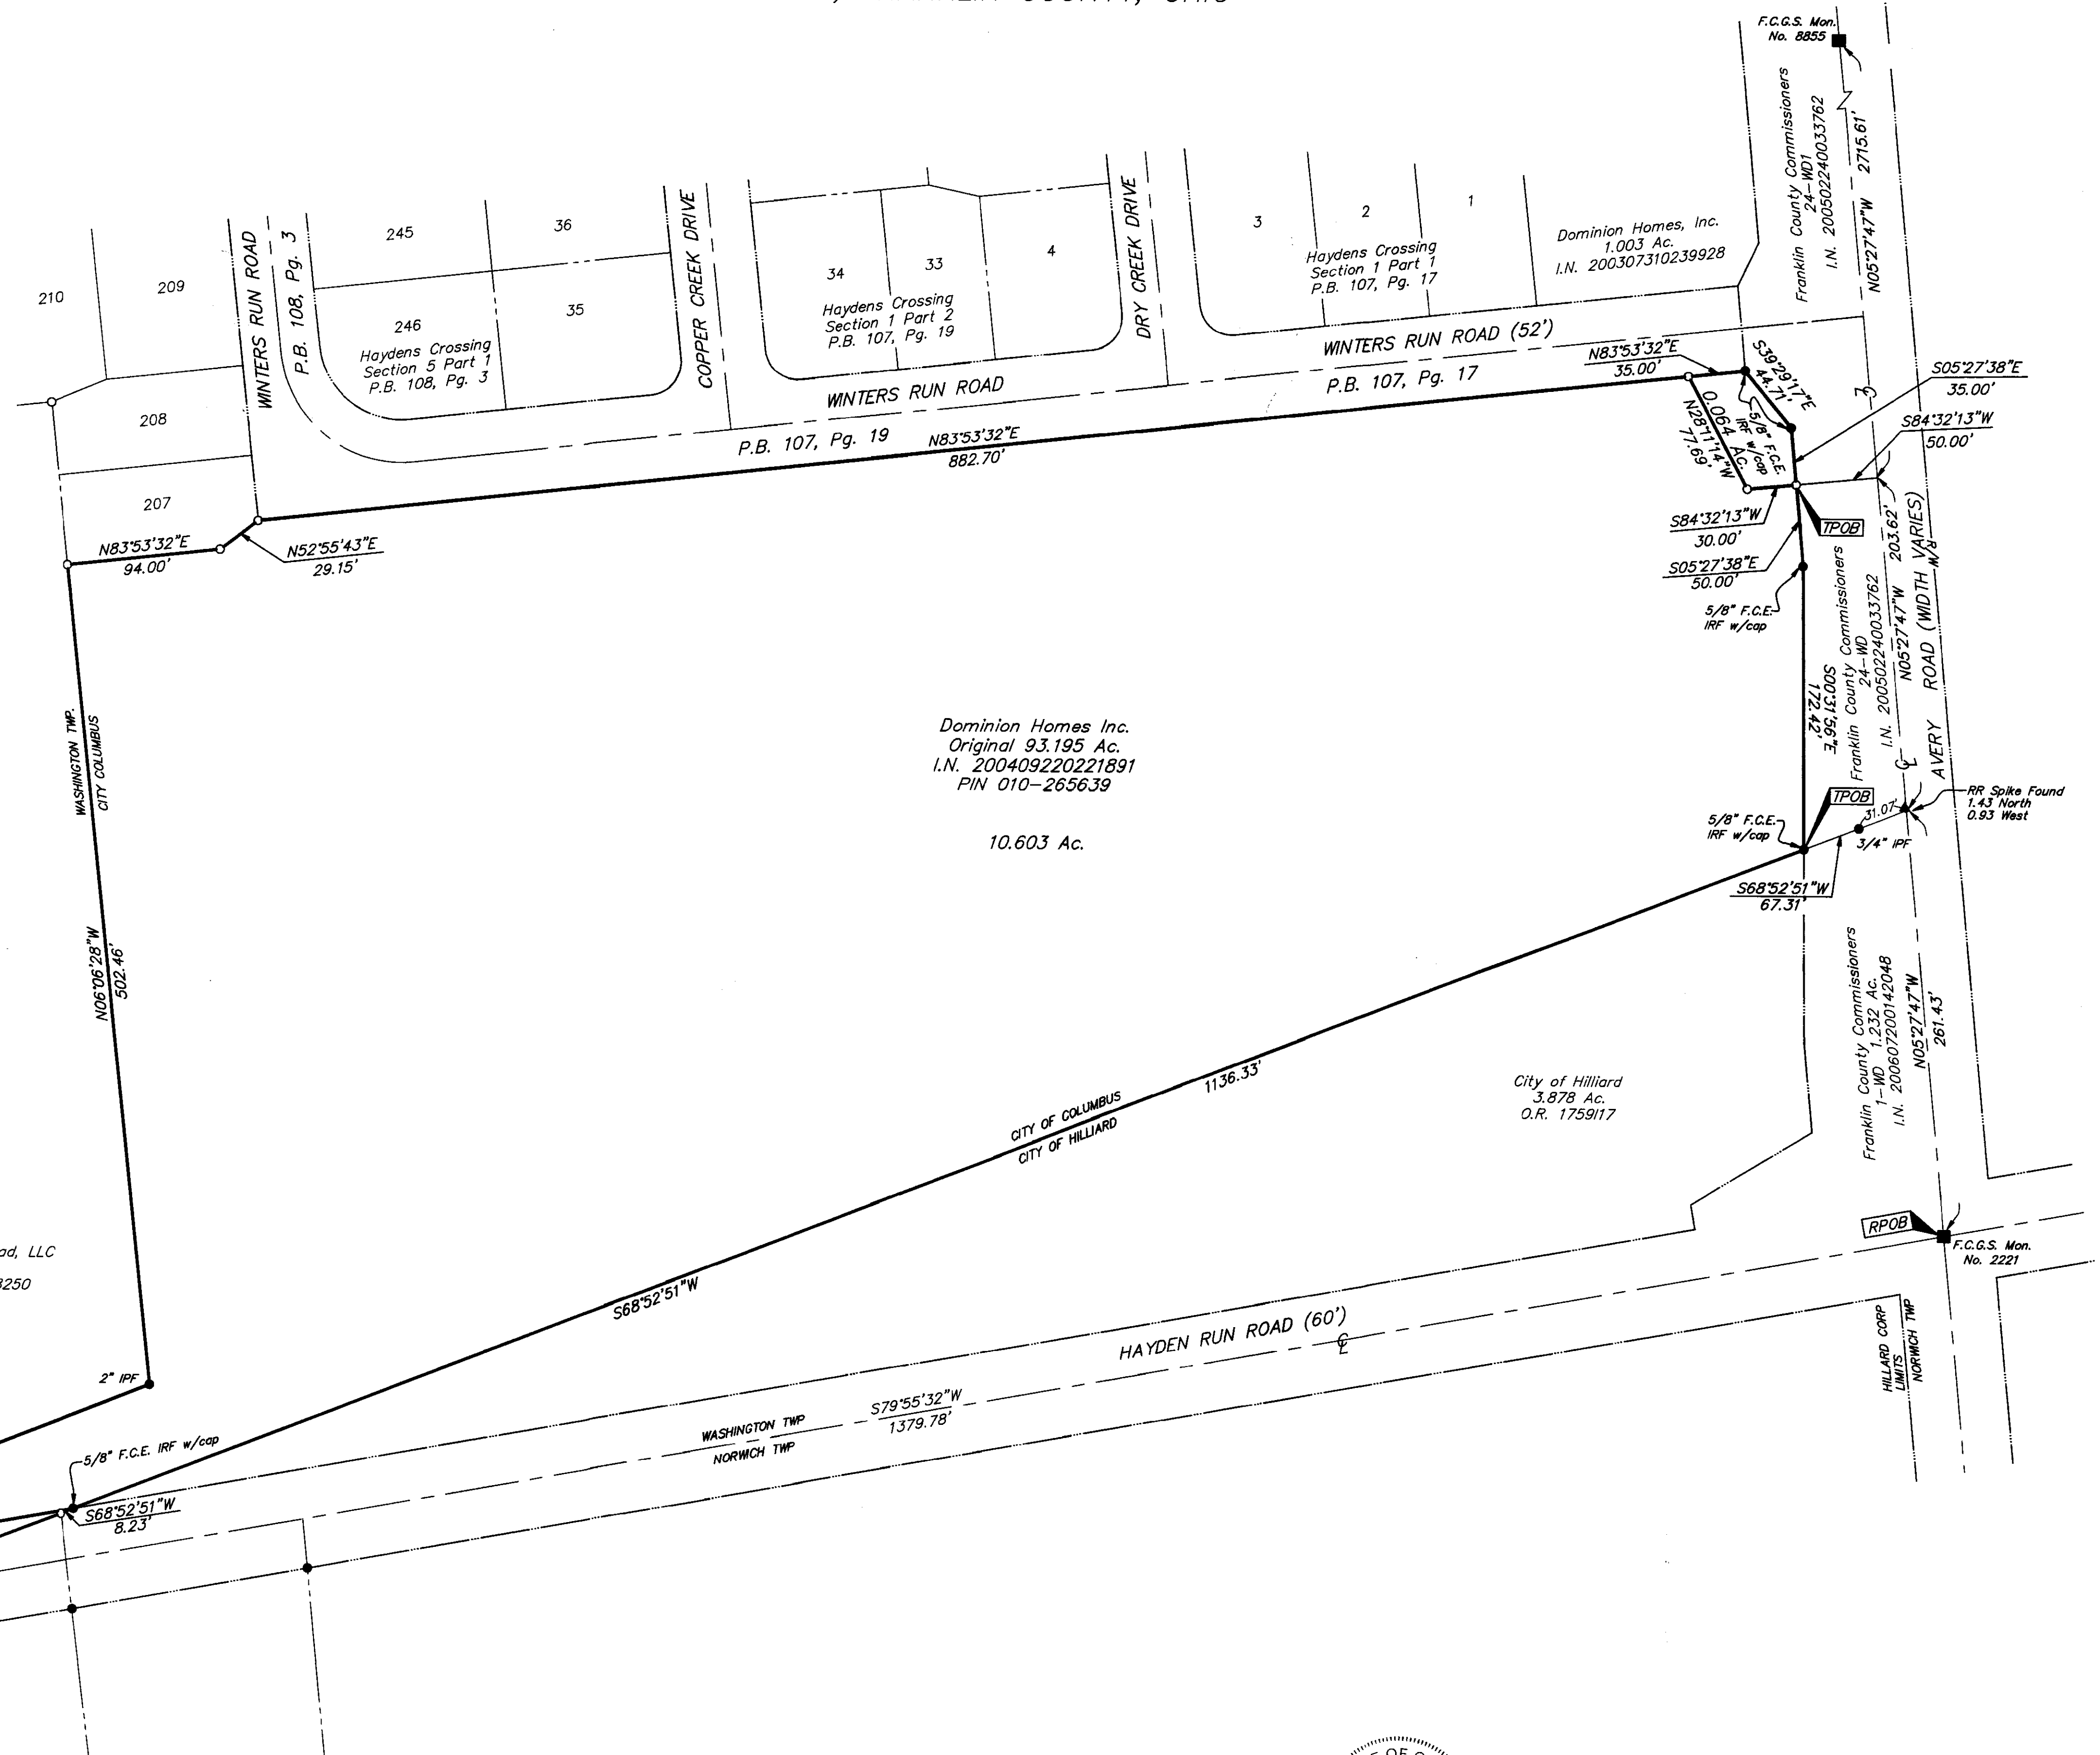 COUNTY, OHIO
F.C.G.S. Mon.
No. 8855
Franklin County Commissioners
24-WD1
I.N. 200502240033762
N05°27'47"W 2715.61'
210
209
WINTERS RUN ROAD
P.B. 108, Pg. 3
245
36
246
35
Haydens Crossing
Section 5 Part 1
P.B. 108, Pg. 3
COPPER CREEK DRIVE
34
33
4
Haydens Crossing
Section 1 Part 2
P.B. 107, Pg. 19
DRY CREEK DRIVE
3
2
1
Haydens Crossing
Section 1 Part 1
P.B. 107, Pg. 17
Dominion Homes, Inc.
1.003 Ac.
I.N. 200307310239928
208
207
WINTERS RUN ROAD
P.B. 107, Pg. 19
WINTERS RUN ROAD (52')
P.B. 107, Pg. 17
N83°53'32"E
882.70'
N83°53'32"E
35.00'
S39°29'17"E
44.71'
5/8" F.C.E.
IRF w/cap
0.064 AC.
N28°11'14"W
77.69'
S05°27'38"E
35.00'
S84°32'13"W
50.00'
S84°32'13"W
30.00'
TPOB
S05°27'38"E
50.00'
5/8" F.C.E.
IRF w/cap
N83°53'32"E
94.00'
N52°55'43"E
29.15'
R/W
203.62'
N05°27'47"W
AVERY ROAD (WIDTH VARIES)
Franklin County Commissioners
24-WD
I.N. 200502240033762
S00°31'56"E
172.42'
WASHINGTON TWP.
CITY COLUMBUS
Dominion Homes Inc.
Original 93.195 Ac.
I.N. 200409220221891
PIN 010-265639
10.603 Ac.
TPOB
31.07'
RR Spike Found
1.43 North
0.93 West
5/8" F.C.E.
IRF w/cap
3/4" IPF
S68°52'51"W
67.31'
N06°06'28"W
502.46'
Franklin County Commissioners
1-WD 1.232 Ac.
I.N. 200607200142048
N05°27'47"W
261.43'
1136.33'
CITY OF COLUMBUS
CITY OF HILLIARD
City of Hilliard
3.878 Ac.
O.R. 1759I17
RPOB
F.C.G.S. Mon.
No. 2221
ad, LLC
3250
S68°52'51"W
HAYDEN RUN ROAD (60')
HILLARD CORP
LIMITS
NORWICH TWP
2" IPF
S79°55'32"W
1379.78'
WASHINGTON TWP
NORWICH TWP
5/8" F.C.E. IRF w/cap
S68°52'51"W
8.23'